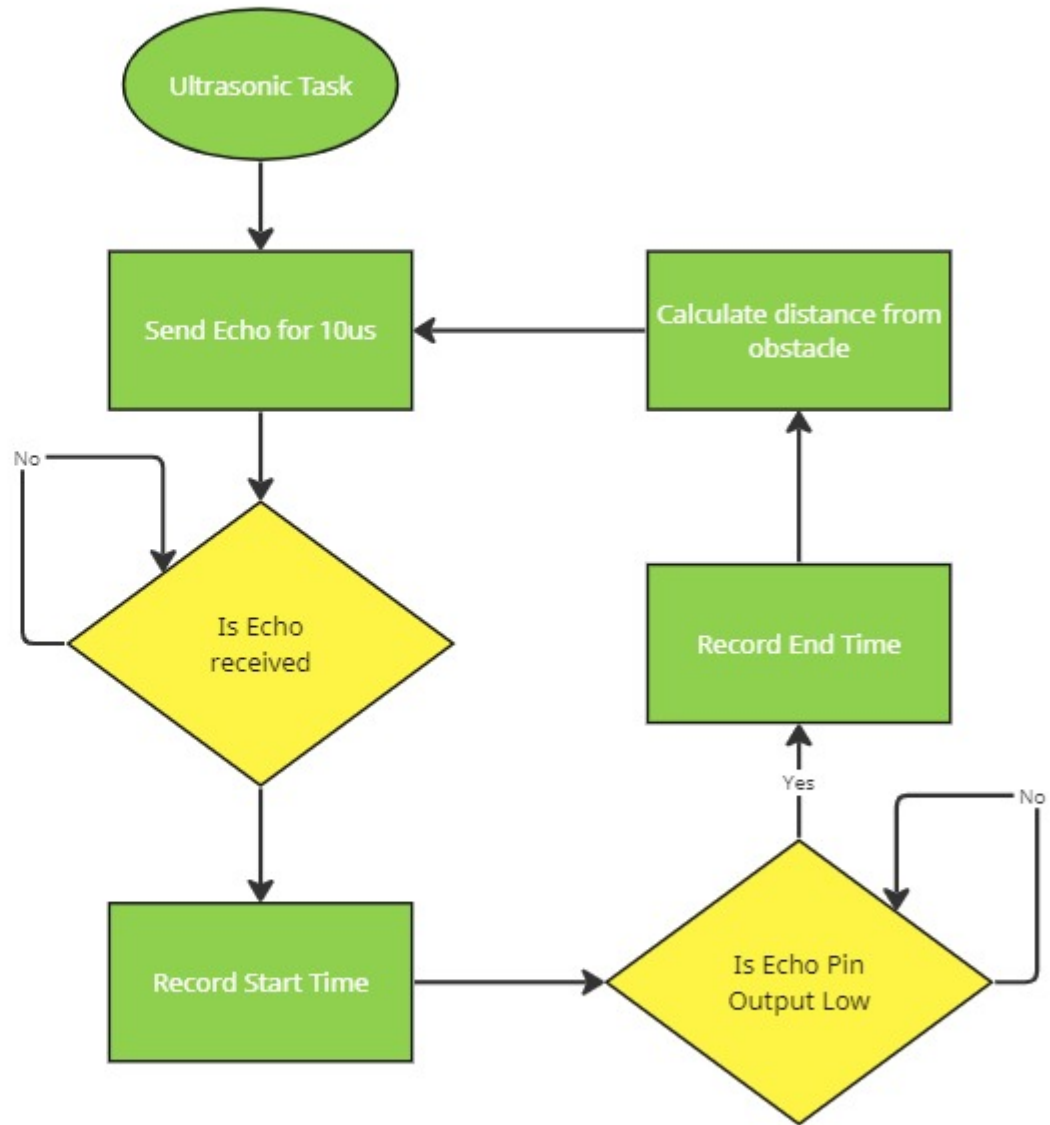 Ultrasonic Task
Send Echo for 10us
Calculate distance from
obstacle
No
Is Echo
received
Record End Time
Yes
No
Record Start Time
Is Echo Pin
Output Low